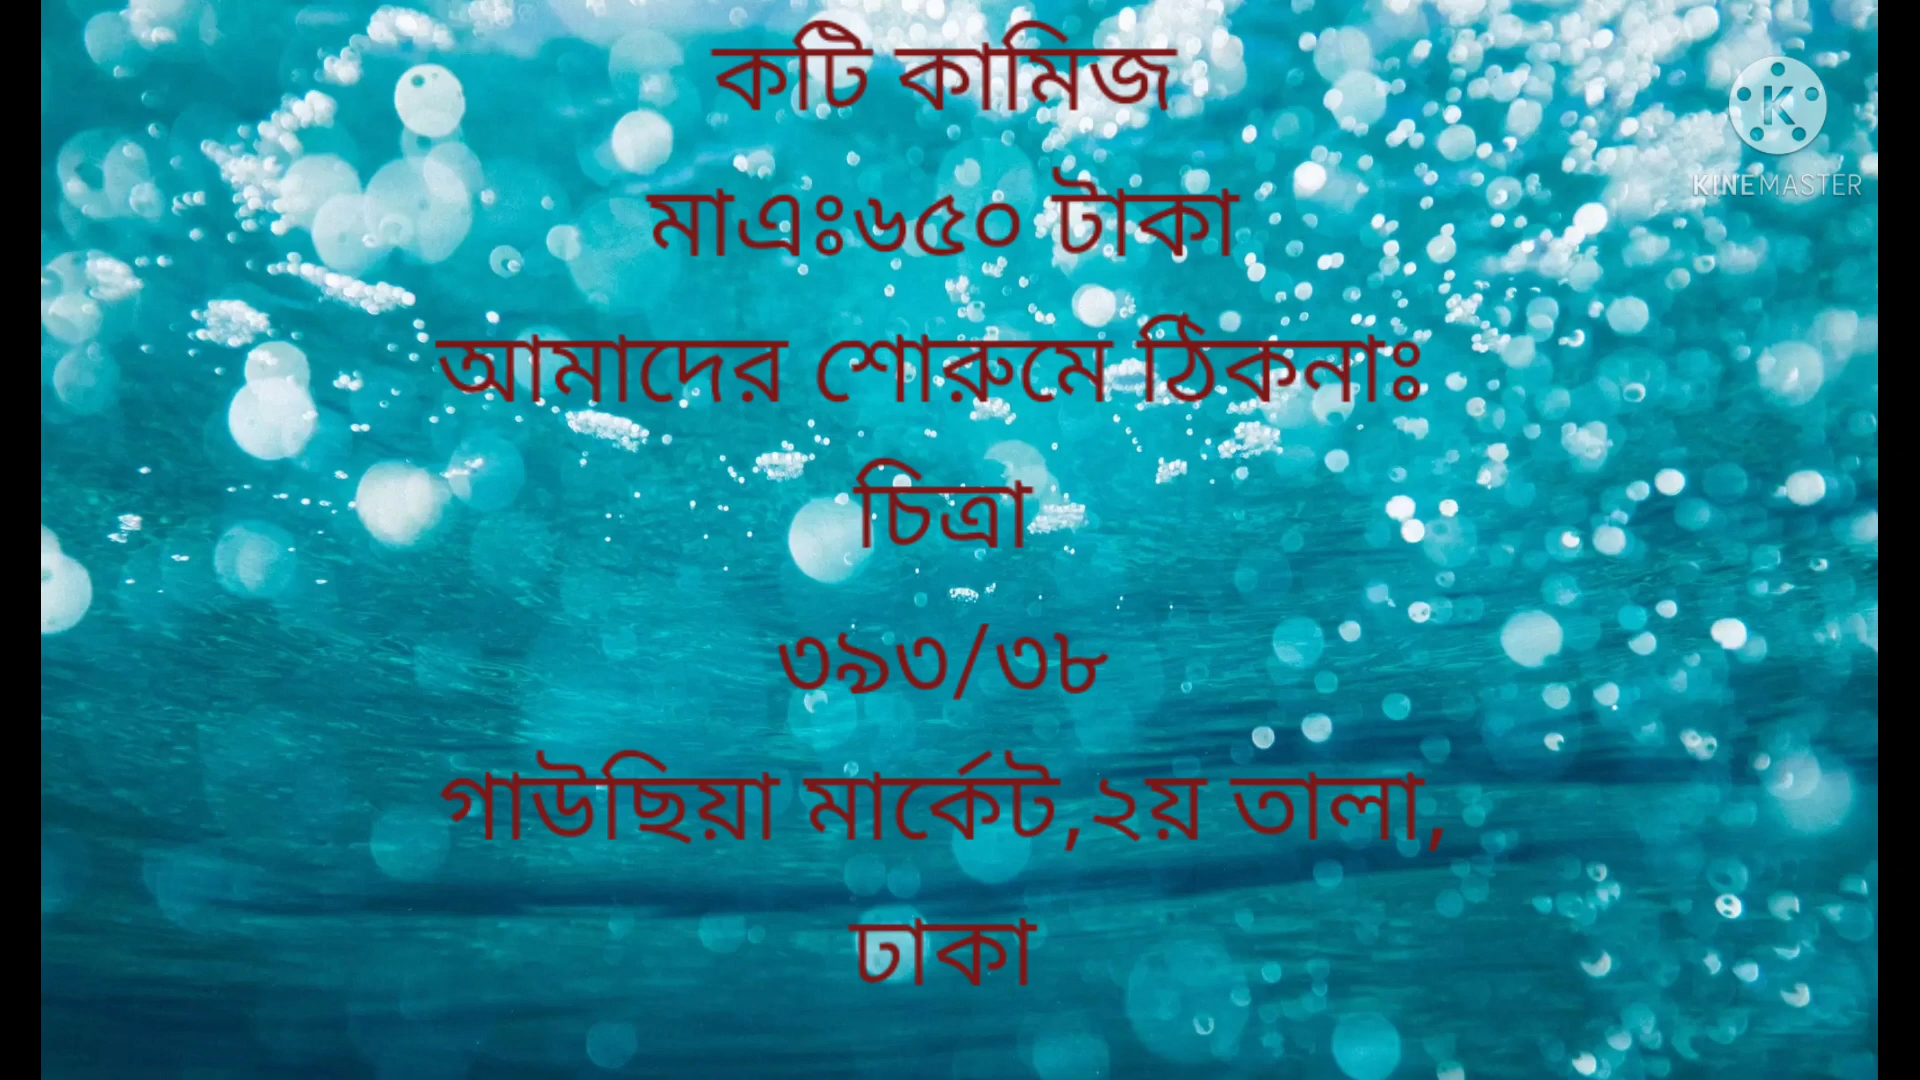 কটি কামিজ
মাএঃ৬৫০ টাকা
আমাদের শোরুমে ঠিকনাঃ
চিত্রা
৩৯৩/৩৮
গাউছিয়া মার্কেট,২য় তালা,
ঢাকা
K
KINEMASTER